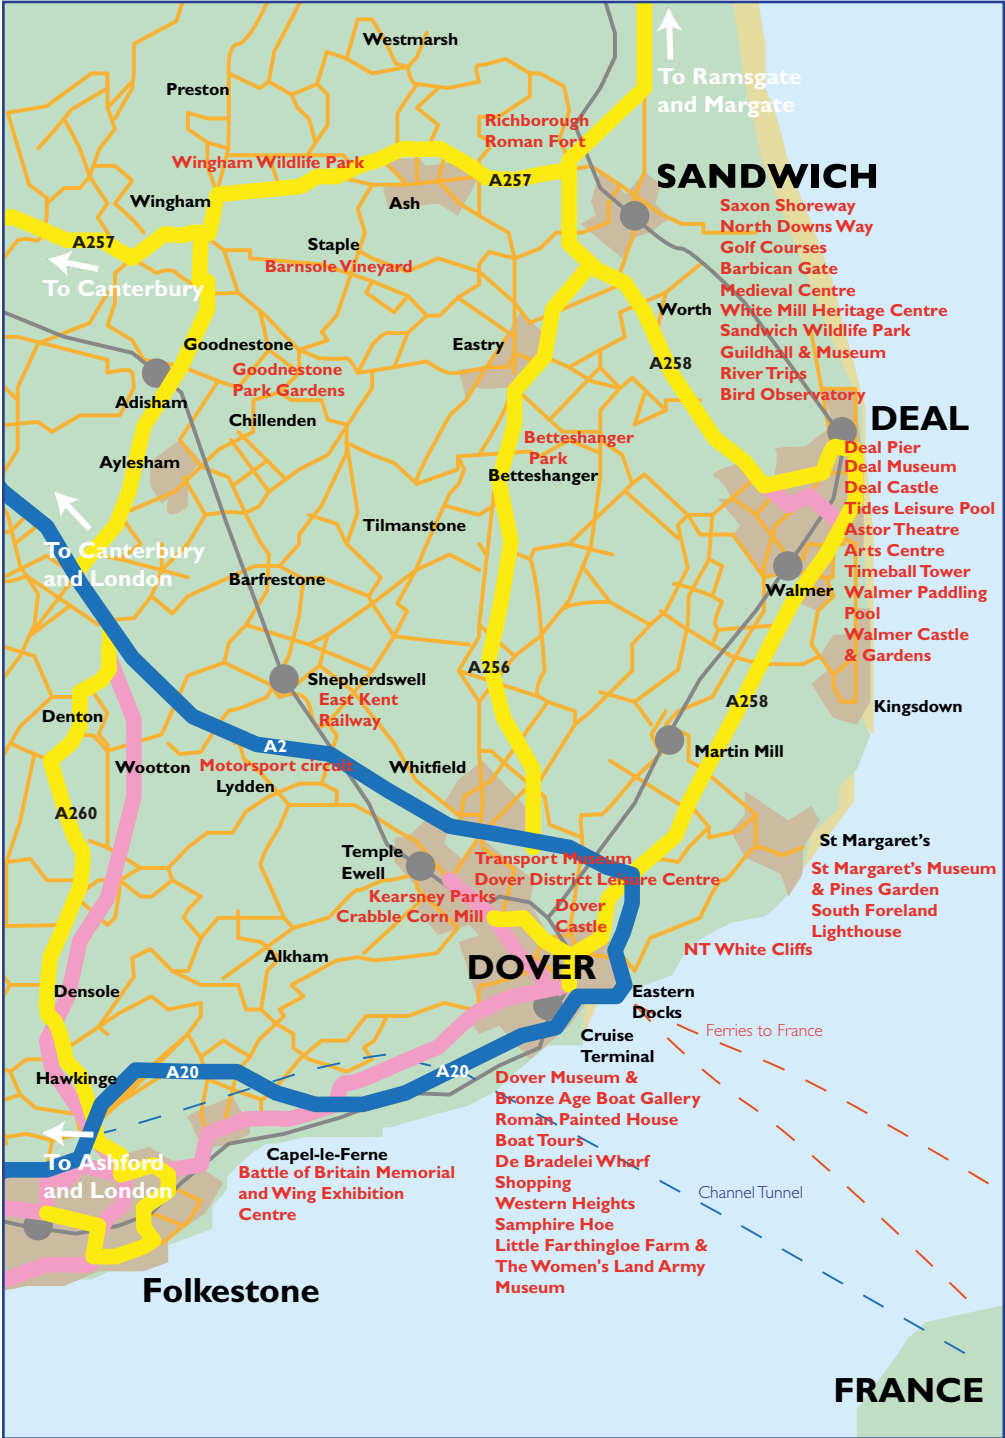 Westmarsh
To Ramsgate
and Margate
Preston
Richborough
Roman Fort
Wingham Wildlife Park
SANDWICH
A257
Wingham
Ash
Saxon Shoreway
North Downs Way
Golf Courses
Barbican Gate
Medieval Centre
White Mill Heritage Centre
Sandwich Wildlife Park
Guildhall & Museum
River Trips
Bird Observatory
A257
Staple
Barnsole Vineyard
To Canterbury
Worth
Goodnestone
Eastry
A258
Goodnestone
Park Gardens
Adisham
Chillenden
DEAL
Betteshanger
Park
Betteshanger
Deal Pier
Deal Museum
Deal Castle
Tides Leisure Pool
Astor Theatre
Arts Centre
Timeball Tower
Walmer Paddling
Pool
Walmer Castle
& Gardens
Aylesham
Tilmanstone
To Canterbury
and London
Barfrestone
Walmer
A256
Shepherdswell
East Kent
Railway
A258
Kingsdown
Denton
A2
Martin Mill
Wootton
Motorsport circuit
Lydden
Whitfield
A260
St Margaret's
St Margaret's Museum
& Pines Garden
South Foreland
Lighthouse
Temple
Ewell
Transport Museum
Dover District Leisure Centre
Kearsney Parks
Crabble Corn Mill
Dover
Castle
NT White Cliffs
Alkham
DOVER
Densole
Eastern
Docks
Ferries to France
Cruise
Terminal
Hawkinge
A20
A20
Dover Museum &
Bronze Age Boat Gallery
Roman Painted House
Boat Tours
De Bradelei Wharf
Shopping
Western Heights
Samphire Hoe
Little Farthingloe Farm &
The Women's Land Army
Museum
To Ashford
and London
Capel-le-Ferne
Battle of Britain Memorial
and Wing Exhibition
Centre
Channel Tunnel
Folkestone
FRANCE